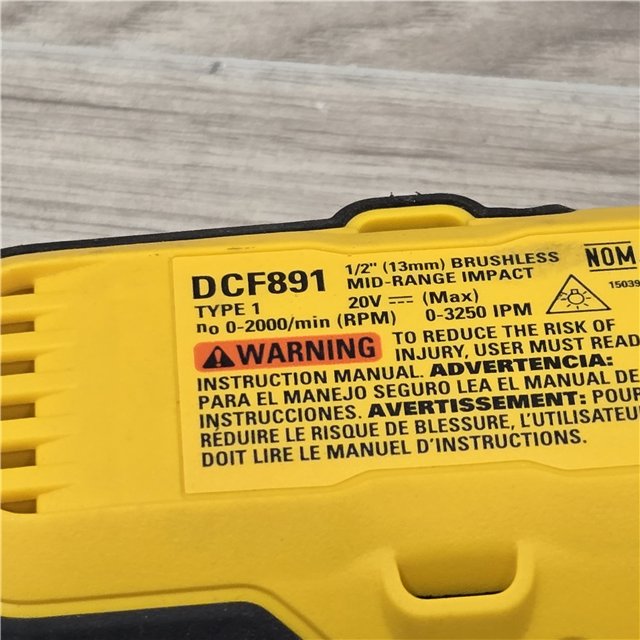 DCF891 1/2" (13mm) BRUSHLESS MID-RANGE IMPACT NOM
TYPE 1 20V ⎓ (Max) 15039
n₀ 0-2000/min (RPM) 0-3250 IPM
WARNING TO REDUCE THE RISK OF
INJURY, USER MUST READ
INSTRUCTION MANUAL. ADVERTENCIA:
PARA EL MANEJO SEGURO LEA EL MANUAL DE
INSTRUCCIONES. AVERTISSEMENT: POUR
RÉDUIRE LE RISQUE DE BLESSURE, L'UTILISATEUR
DOIT LIRE LE MANUEL D'INSTRUCTIONS.